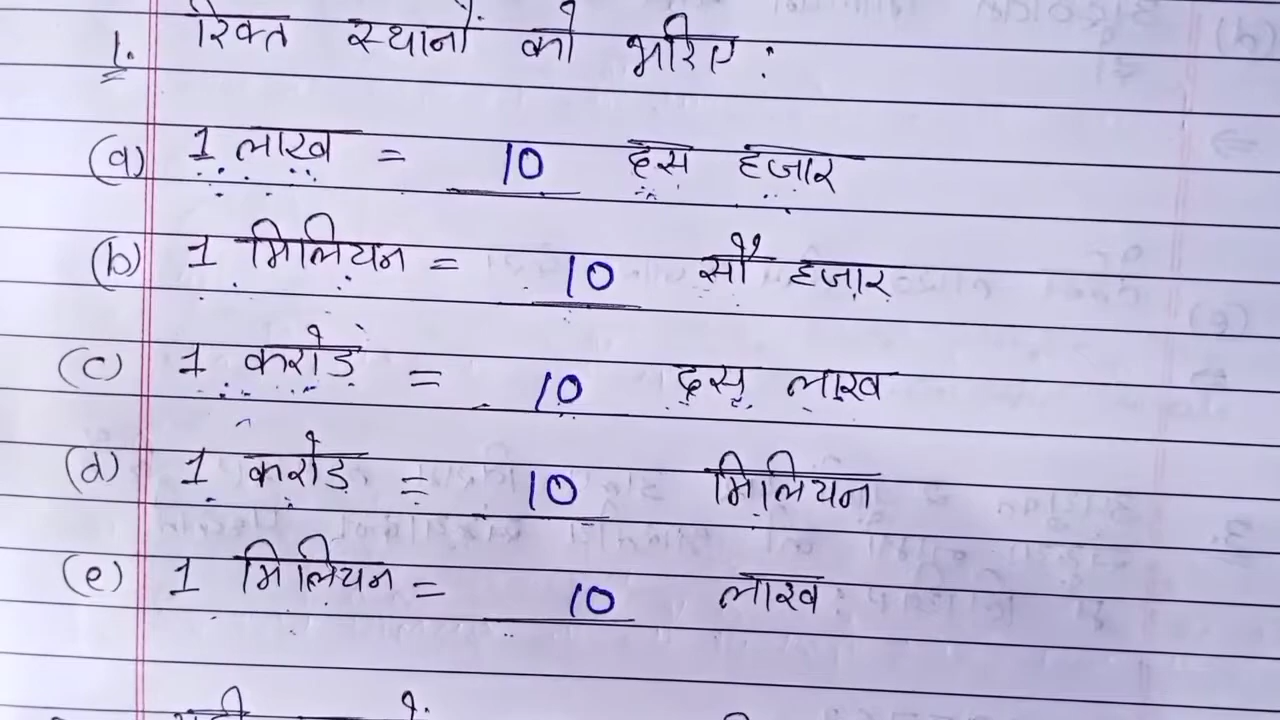 1. रिक्त स्थानों को भरिए :
(a) 1 लाख = 10 दस हजार
(b) 1 मिलियन = 10 सौ हजार
(c) 1 करोड़ = 10 दस लाख
(d) 1 करोड़ = 10 मिलियन
(e) 1 मिलियन = 10 लाख